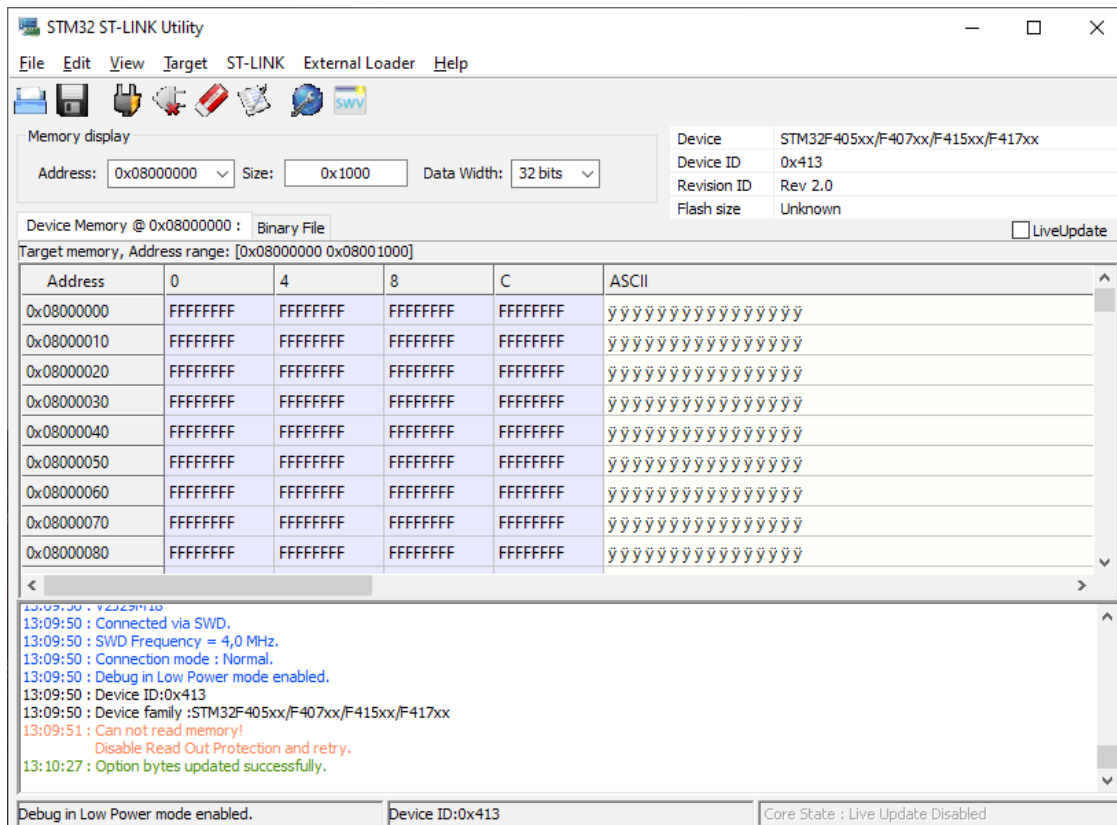 STM32 ST-LINK Utility
File Edit View Target ST-LINK External Loader Help
SWV
Memory display
Address: 0x08000000 Size: 0x1000 Data Width: 32 bits
Device STM32F405xx/F407xx/F415xx/F417xx
Device ID 0x413
Revision ID Rev 2.0
Flash size Unknown
Device Memory @ 0x08000000 : Binary File
LiveUpdate
Target memory, Address range: [0x08000000 0x08001000]
Address 0 4 8 C ASCII
0x08000000 FFFFFFFF FFFFFFFF FFFFFFFF FFFFFFFF ÿÿÿÿÿÿÿÿÿÿÿÿÿÿÿÿ
0x08000010 FFFFFFFF FFFFFFFF FFFFFFFF FFFFFFFF ÿÿÿÿÿÿÿÿÿÿÿÿÿÿÿÿ
0x08000020 FFFFFFFF FFFFFFFF FFFFFFFF FFFFFFFF ÿÿÿÿÿÿÿÿÿÿÿÿÿÿÿÿ
0x08000030 FFFFFFFF FFFFFFFF FFFFFFFF FFFFFFFF ÿÿÿÿÿÿÿÿÿÿÿÿÿÿÿÿ
0x08000040 FFFFFFFF FFFFFFFF FFFFFFFF FFFFFFFF ÿÿÿÿÿÿÿÿÿÿÿÿÿÿÿÿ
0x08000050 FFFFFFFF FFFFFFFF FFFFFFFF FFFFFFFF ÿÿÿÿÿÿÿÿÿÿÿÿÿÿÿÿ
0x08000060 FFFFFFFF FFFFFFFF FFFFFFFF FFFFFFFF ÿÿÿÿÿÿÿÿÿÿÿÿÿÿÿÿ
0x08000070 FFFFFFFF FFFFFFFF FFFFFFFF FFFFFFFF ÿÿÿÿÿÿÿÿÿÿÿÿÿÿÿÿ
0x08000080 FFFFFFFF FFFFFFFF FFFFFFFF FFFFFFFF ÿÿÿÿÿÿÿÿÿÿÿÿÿÿÿÿ
13:09:50 :
13:09:50 : Connected via SWD.
13:09:50 : SWD Frequency = 4,0 MHz.
13:09:50 : Connection mode : Normal.
13:09:50 : Debug in Low Power mode enabled.
13:09:50 : Device ID:0x413
13:09:50 : Device family :STM32F405xx/F407xx/F415xx/F417xx
13:09:51 : Can not read memory!
Disable Read Out Protection and retry.
13:10:27 : Option bytes updated successfully.
Debug in Low Power mode enabled. Device ID:0x413 Core State : Live Update Disabled